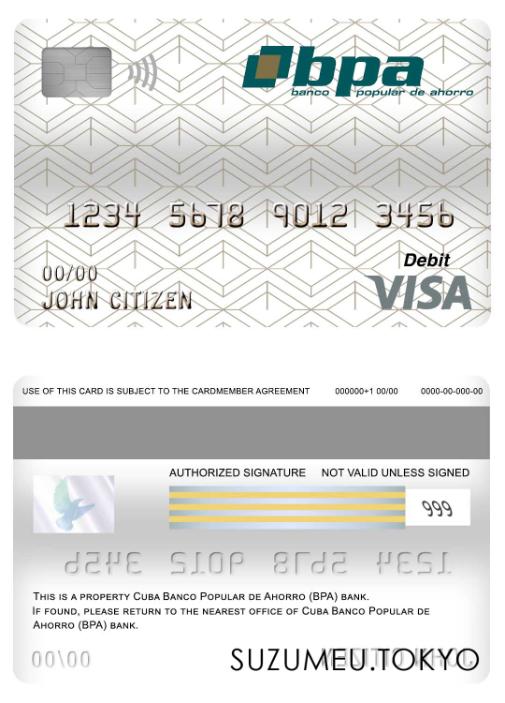 bpa
banco popular de ahorro
1234 5678 9012 3456
Debit
00/00
VISA
JOHN CITIZEN
USE OF THIS CARD IS SUBJECT TO THE CARDMEMBER AGREEMENT 000000+1 00/00 0000-00-000-00
AUTHORIZED SIGNATURE NOT VALID UNLESS SIGNED
999
This is a property Cuba Banco Popular de Ahorro (BPA) bank.
If found, please return to the nearest office of Cuba Banco Popular de
Ahorro (BPA) bank.
00/00
SUZUMEU.TOKYO